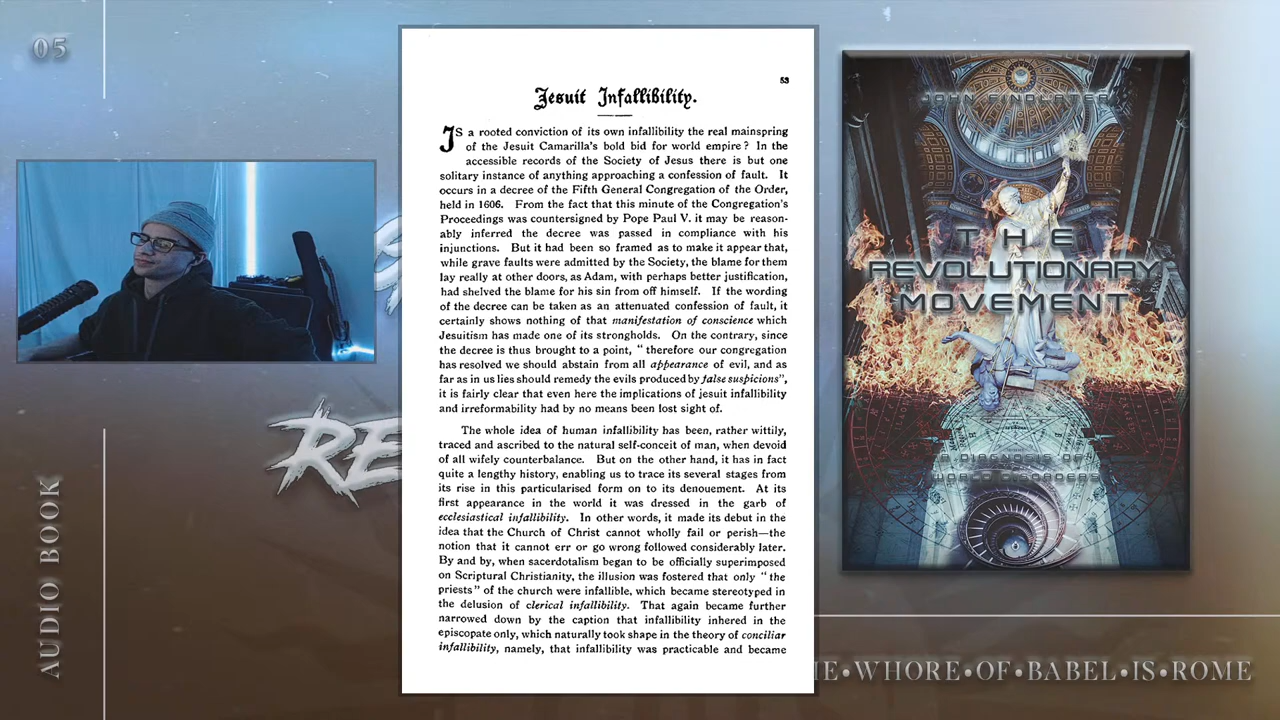 05
AUDIO BOOK
RE
53
Jesuit Infallibility.
IS a rooted conviction of its own infallibility the real mainspring
of the Jesuit Camarilla's bold bid for world empire? In the
accessible records of the Society of Jesus there is but one
solitary instance of anything approaching a confession of fault. It
occurs in a decree of the Fifth General Congregation of the Order,
held in 1606. From the fact that this minute of the Congregation's
Proceedings was countersigned by Pope Paul V. it may be reason-
ably inferred the decree was passed in compliance with his
injunctions. But it had been so framed as to make it appear that,
while grave faults were admitted by the Society, the blame for them
lay really at other doors, as Adam, with perhaps better justification,
had shelved the blame for his sin from off himself. If the wording
of the decree can be taken as an attenuated confession of fault, it
certainly shows nothing of that manifestation of conscience which
Jesuitism has made one of its strongholds. On the contrary, since
the decree is thus brought to a point, "therefore our congregation
has resolved we should abstain from all appearance of evil, and as
far as in us lies should remedy the evils produced by false suspicions",
it is fairly clear that even here the implications of jesuit infallibility
and irreformability had by no means been lost sight of.
The whole idea of human infallibility has been, rather wittily,
traced and ascribed to the natural self-conceit of man, when devoid
of all wifely counterbalance. But on the other hand, it has in fact
quite a lengthy history, enabling us to trace its several stages from
its rise in this particularised form on to its denouement. At its
first appearance in the world it was dressed in the garb of
ecclesiastical infallibility. In other words, it made its debut in the
idea that the Church of Christ cannot wholly fail or perish—the
notion that it cannot err or go wrong followed considerably later.
By and by, when sacerdotalism began to be officially superimposed
on Scriptural Christianity, the illusion was fostered that only "the
priests" of the church were infallible, which became stereotyped in
the delusion of clerical infallibility. That again became further
narrowed down by the caption that infallibility inhered in the
episcopate only, which naturally took shape in the theory of conciliar
infallibility, namely, that infallibility was practicable and became
JOHN FINDLATER
THE
REVOLUTIONARY
MOVEMENT
A DIAGNOSIS OF
WORLD DISORDERS
HE•WHORE•OF•BABEL•IS•ROME